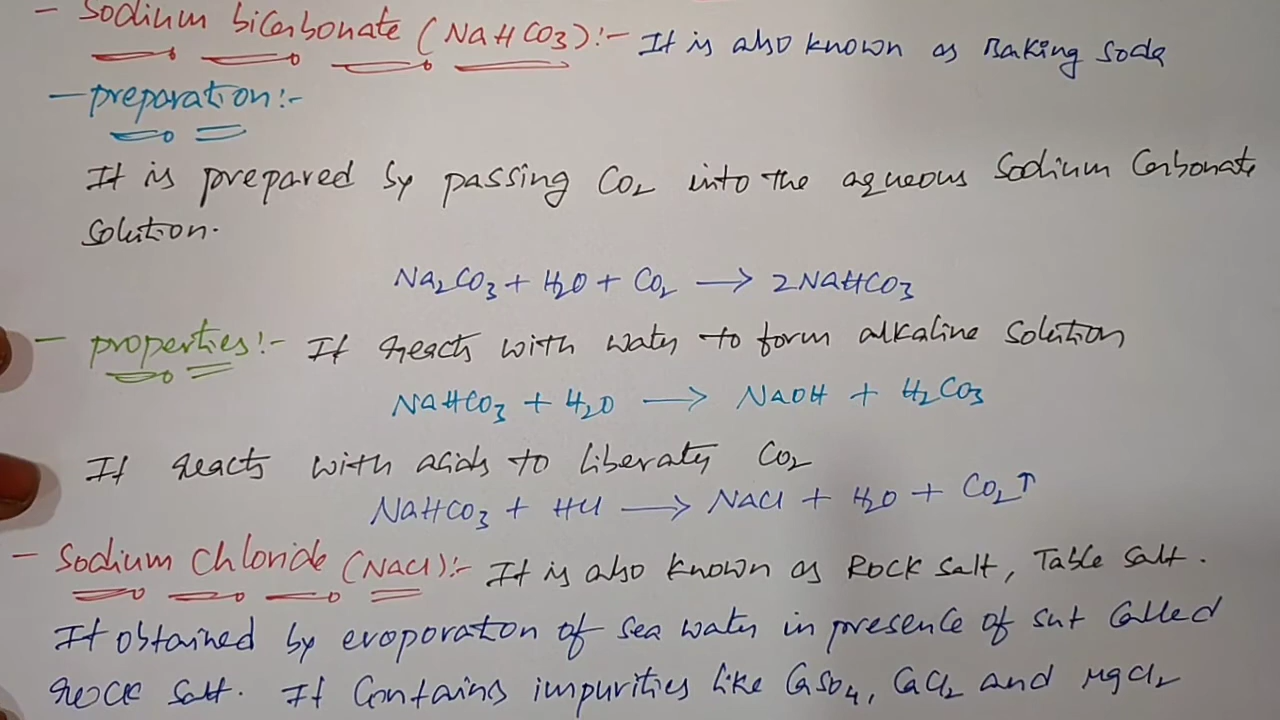 - Sodium bicarbonate (NaHCO3):- It is also known as Baking Soda
- preparation:-
It is prepared by passing CO2 into the aqueous Sodium Carbonate
Solution.
Na2CO3 + H2O + CO2 → 2NaHCO3
- properties:- It reacts with water to form alkaline solution
NaHCO3 + H2O → NaOH + H2CO3
It reacts with acids to liberate CO2
NaHCO3 + HCl → NaCl + H2O + CO2↑
- Sodium Chloride (NaCl):- It is also known as Rock salt, Table salt.
It obtained by evoporation of sea water in presence of Sut Called
rock salt. It Contains impurities like CaSO4, CaCl2 and MgCl2